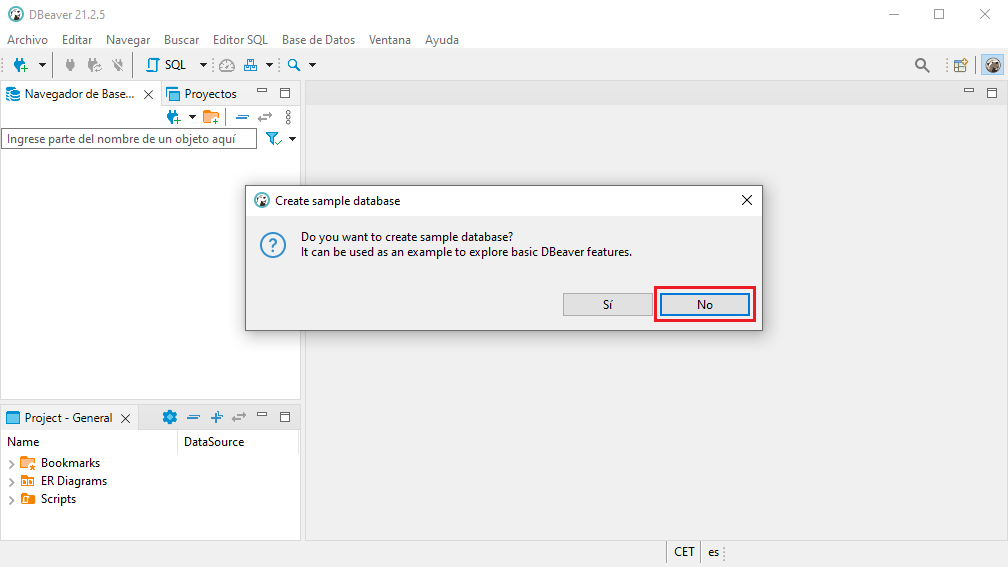 DBeaver 21.2.5
Archivo Editar Navegar Buscar Editor SQL Base de Datos Ventana Ayuda
SQL
Navegador de Base... Proyectos
Ingrese parte del nombre de un objeto aquí
Create sample database
Do you want to create sample database?
It can be used as an example to explore basic DBeaver features.
Sí No
Project - General
Name DataSource
Bookmarks
ER Diagrams
Scripts
CET es